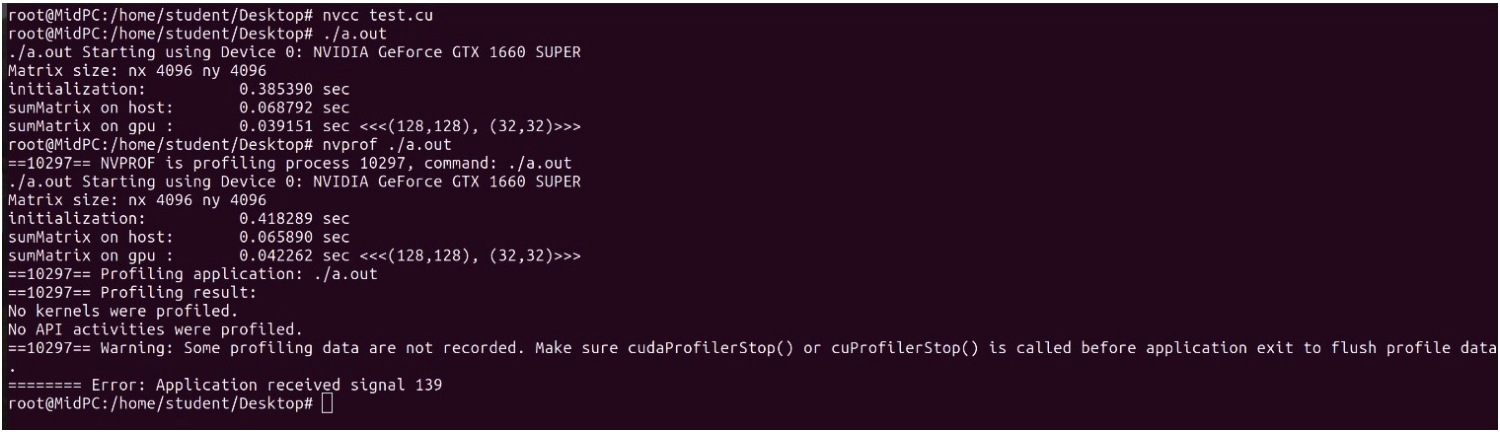 root@MidPC:/home/student/Desktop# nvcc test.cu
root@MidPC:/home/student/Desktop# ./a.out
./a.out Starting using Device 0: NVIDIA GeForce GTX 1660 SUPER
Matrix size: nx 4096 ny 4096
initialization:          0.385390 sec
sumMatrix on host:       0.068792 sec
sumMatrix on gpu :       0.039151 sec <<<(128,128), (32,32)>>>
root@MidPC:/home/student/Desktop# nvprof ./a.out
==10297== NVPROF is profiling process 10297, command: ./a.out
./a.out Starting using Device 0: NVIDIA GeForce GTX 1660 SUPER
Matrix size: nx 4096 ny 4096
initialization:          0.418289 sec
sumMatrix on host:       0.065890 sec
sumMatrix on gpu :       0.042262 sec <<<(128,128), (32,32)>>>
==10297== Profiling application: ./a.out
==10297== Profiling result:
No kernels were profiled.
No API activities were profiled.
==10297== Warning: Some profiling data are not recorded. Make sure cudaProfilerStop() or cuProfilerStop() is called before application exit to flush profile data
.
======== Error: Application received signal 139
root@MidPC:/home/student/Desktop#